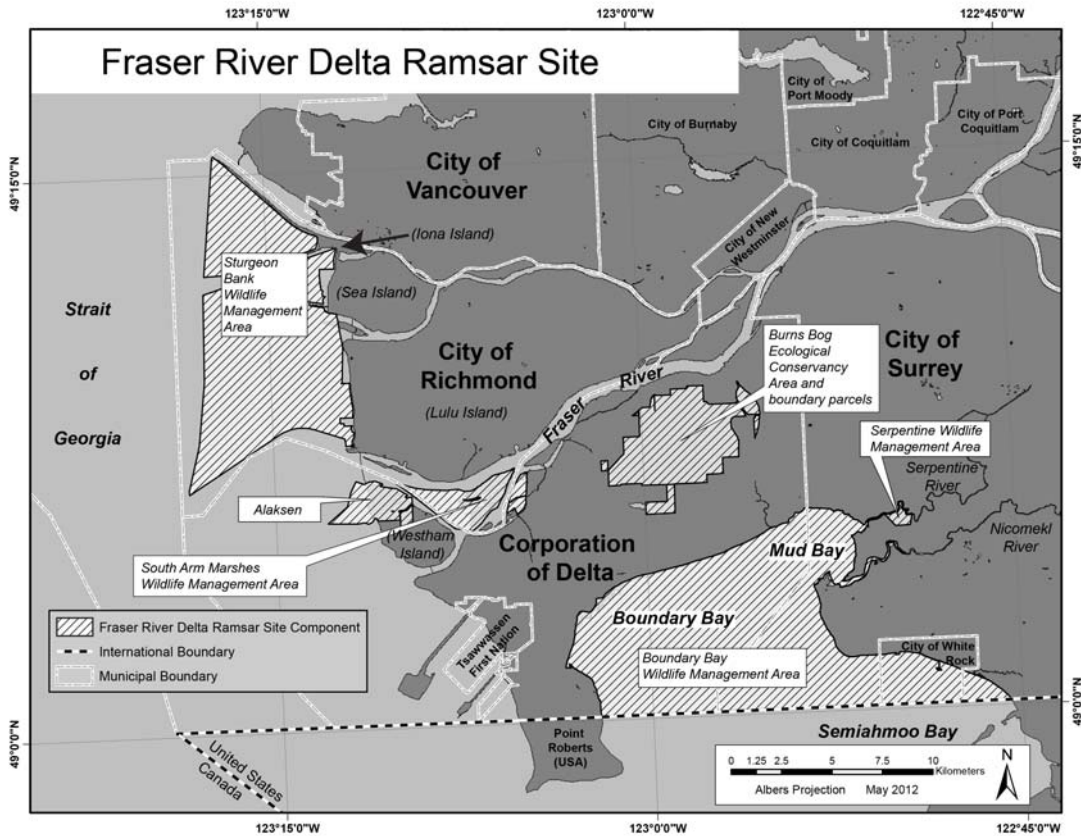 123°15'0"W
123°0'0"W
122°45'0"W
Fraser River Delta Ramsar Site
City of
Port Moody
City of Burnaby
City of Coquitlam
City of Port
Coquitlam
49°15'0"N
49°15'0"N
City of
Vancouver
(Iona Island)
City of New
Westminster
Sturgeon
Bank
Wildlife
Management
Area
(Sea Island)
Strait
of
Georgia
City of
Richmond
(Lulu Island)
Fraser River
Burns Bog
Ecological
Conservancy
Area and
boundary parcels
City of
Surrey
Serpentine Wildlife
Management Area
Serpentine
River
Nicomekl
River
Alaksen
(Westham
Island)
South Arm Marshes
Wildlife Management Area
Corporation
of Delta
Mud Bay
Boundary Bay
Boundary Bay
Wildlife Management Area
City of White
Rock
Tsawwassen
First Nation
Fraser River Delta Ramsar Site Component
International Boundary
Municipal Boundary
49°0'0"N
49°0'0"N
Semiahmoo Bay
Point
Roberts
(USA)
United States
Canada
0 1.25 2.5 5 7.5 10
Kilometers
N
Albers Projection May 2012
123°15'0"W
123°0'0"W
122°45'0"W